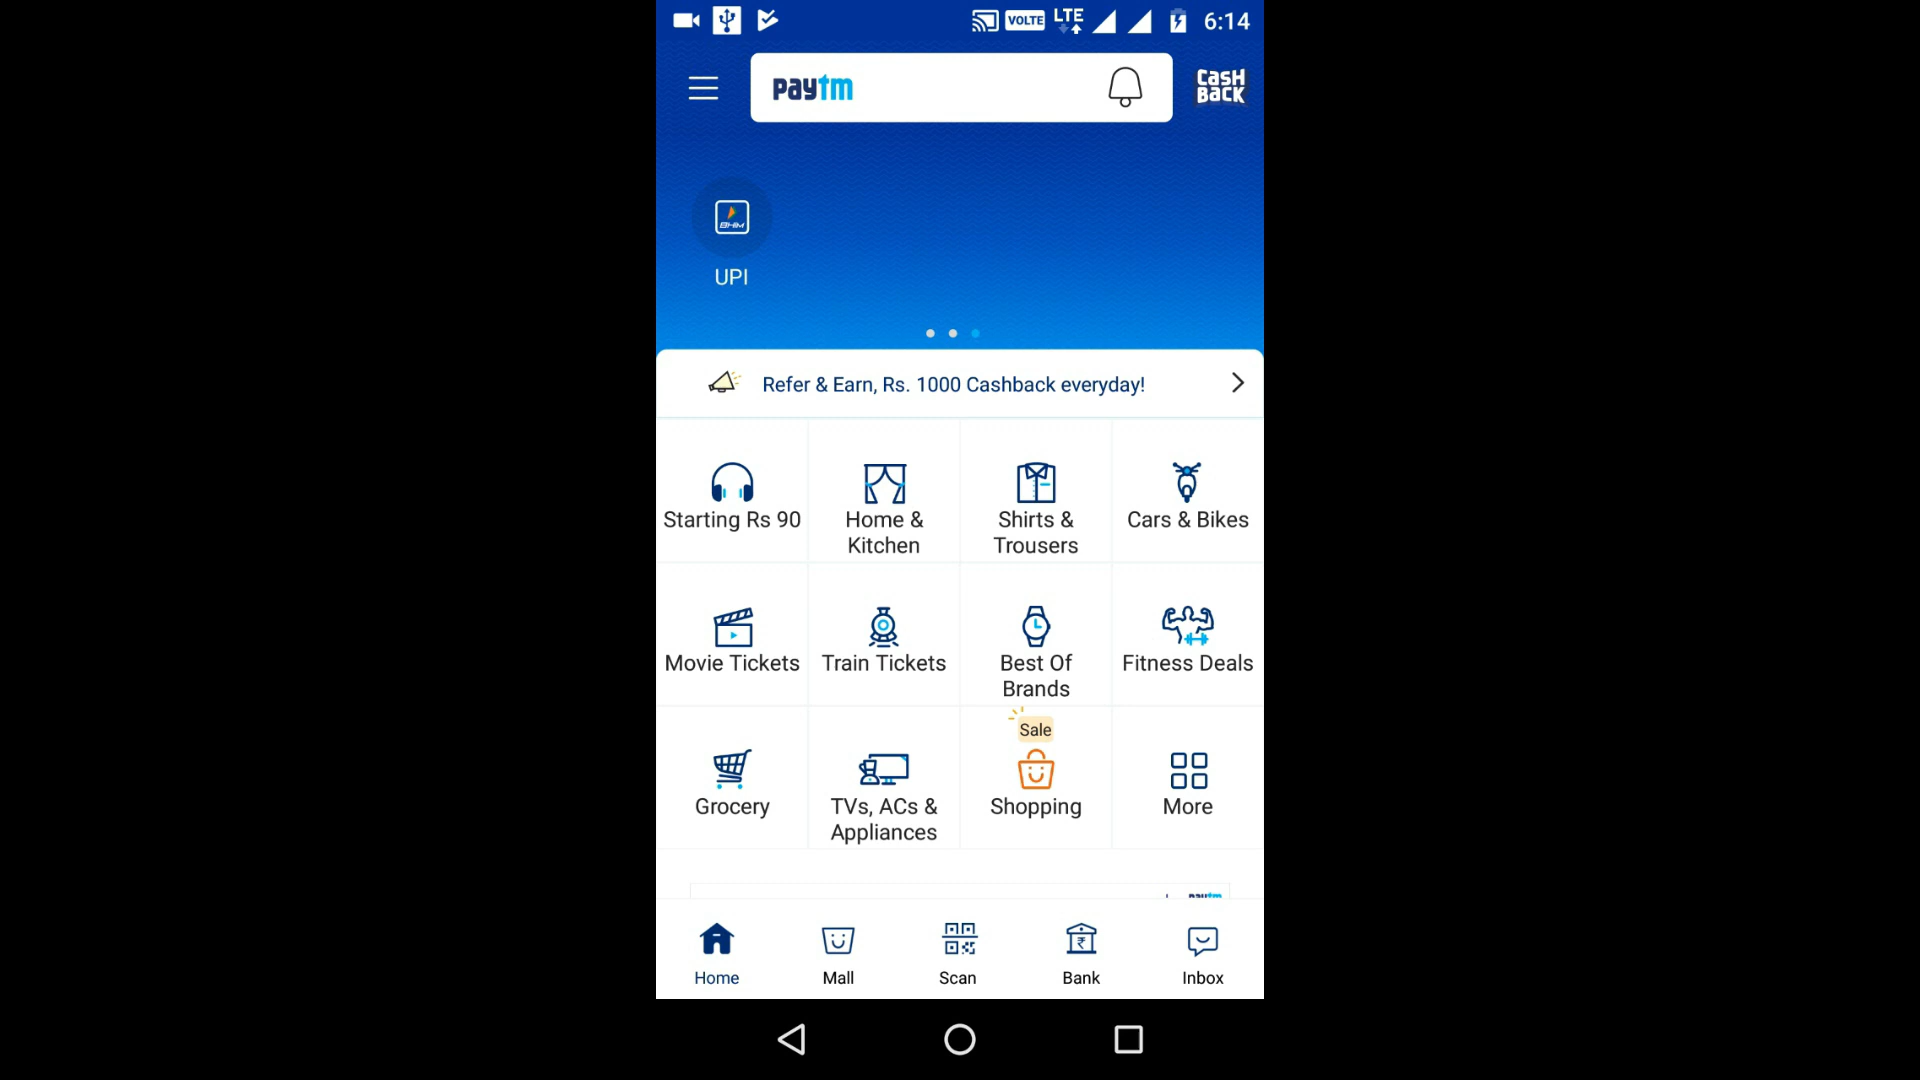 VOLTE LTE 6:14
paytm
CASH
BACK
BHIM
UPI
Refer & Earn, Rs. 1000 Cashback everyday!
Starting Rs 90
Home &
Kitchen
Shirts &
Trousers
Cars & Bikes
Movie Tickets
Train Tickets
Best Of
Brands
Fitness Deals
Grocery
TVs, ACs &
Appliances
Sale
Shopping
More
paytm
Home
Mall
Scan
₹
Bank
Inbox